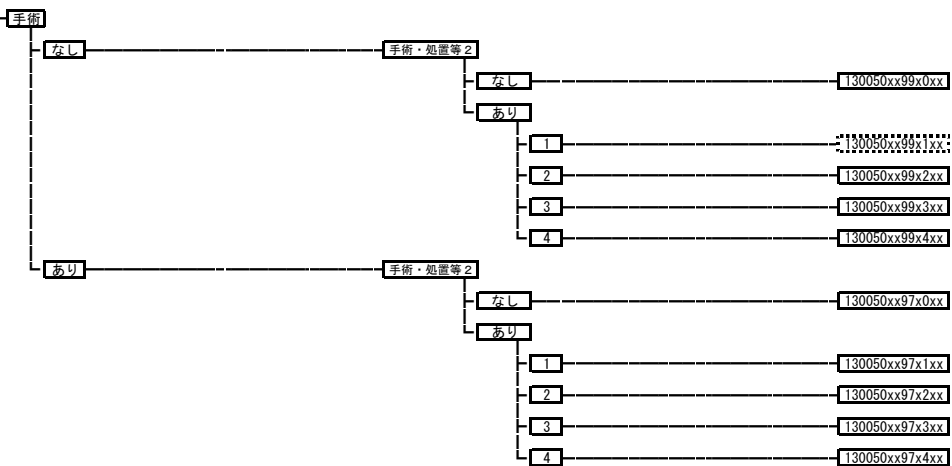 手術
なし 手術・処置等２
なし 130050xx99x0xx
あり
1 130050xx99x1xx
2 130050xx99x2xx
3 130050xx99x3xx
4 130050xx99x4xx
あり 手術・処置等２
なし 130050xx97x0xx
あり
1 130050xx97x1xx
2 130050xx97x2xx
3 130050xx97x3xx
4 130050xx97x4xx